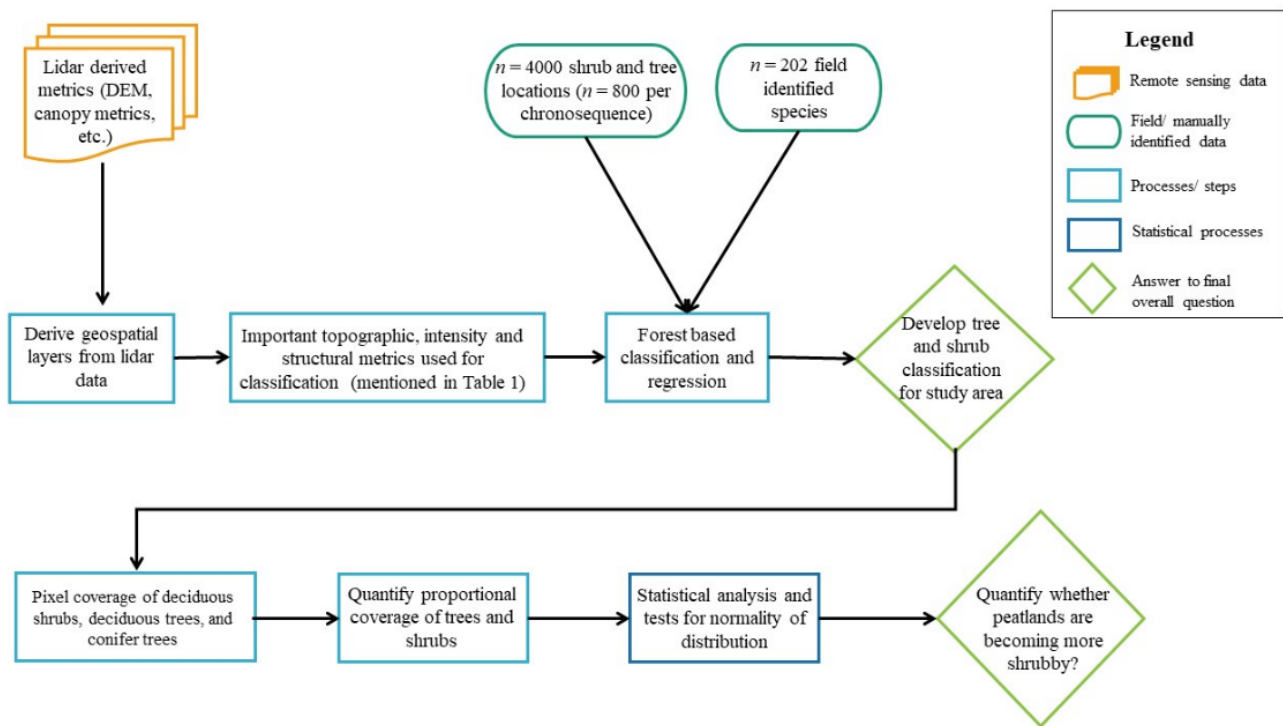 Lidar derived
metrics (DEM,
canopy metrics,
etc.)
n = 4000 shrub and tree
locations (n = 800 per
chronosequence)
n = 202 field
identified
species
Legend
Remote sensing data
Field/ manually
identified data
Processes/ steps
Statistical processes
Answer to final
overall question
Derive geospatial
layers from lidar
data
Important topographic, intensity and
structural metrics used for
classification (mentioned in Table 1)
Forest based
classification and
regression
Develop tree
and shrub
classification
for study area
Pixel coverage of deciduous
shrubs, deciduous trees, and
conifer trees
Quantify proportional
coverage of trees and
shrubs
Statistical analysis and
tests for normality of
distribution
Quantify whether
peatlands are
becoming more
shrubby?